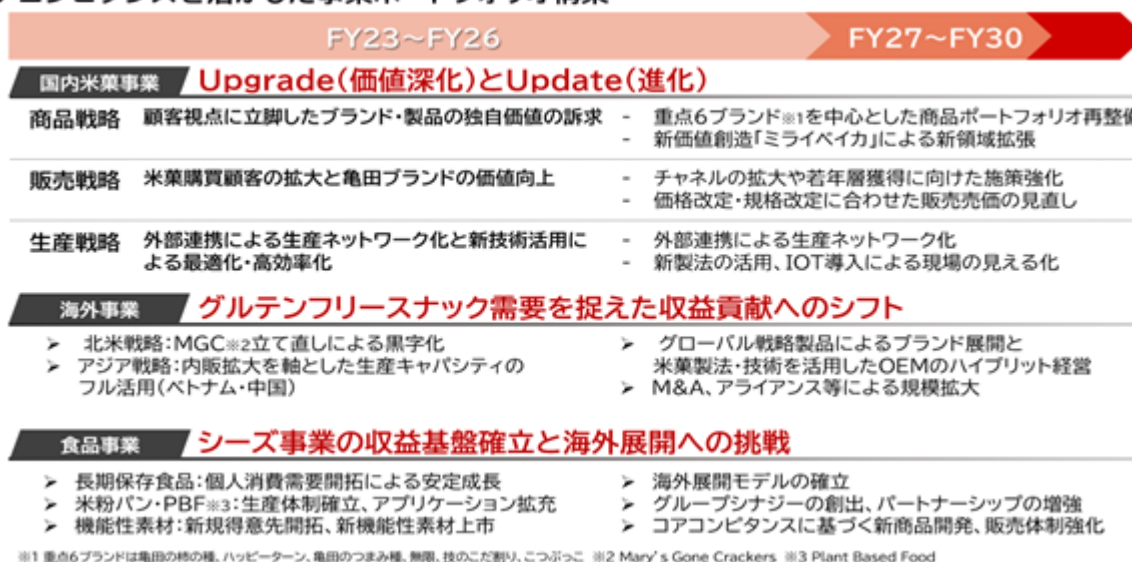 コンピタンスを活かした事業ポートフォリオ構築
FY23～FY26
FY27～FY30
国内米菓事業 Upgrade(価値深化)とUpdate(進化)
商品戦略 顧客視点に立脚したブランド・製品の独自価値の訴求
- 重点6ブランド※1を中心とした商品ポートフォリオ再整備
- 新価値創造「ミライベイカ」による新領域拡張
販売戦略 米菓購買顧客の拡大と亀田ブランドの価値向上
- チャネルの拡大や若年層獲得に向けた施策強化
- 価格改定・規格改定に合わせた販売売価の見直し
生産戦略 外部連携による生産ネットワーク化と新技術活用に
よる最適化・高効率化
- 外部連携による生産ネットワーク化
- 新製法の活用、IOT導入による現場の見える化
海外事業 グルテンフリースナック需要を捉えた収益貢献へのシフト
➢ 北米戦略:MGC※2立て直しによる黒字化
➢ アジア戦略:内販拡大を軸とした生産キャパシティの
フル活用(ベトナム・中国)
➢ グローバル戦略製品によるブランド展開と
米菓製法・技術を活用したOEMのハイブリット経営
➢ M&A、アライアンス等による規模拡大
食品事業 シーズ事業の収益基盤確立と海外展開への挑戦
➢ 長期保存食品:個人消費需要開拓による安定成長
➢ 米粉パン・PBF※3:生産体制確立、アプリケーション拡充
➢ 機能性素材:新規得意先開拓、新機能性素材上市
➢ 海外展開モデルの確立
➢ グループシナジーの創出、パートナーシップの増強
➢ コアコンピタンスに基づく新商品開発、販売体制強化
※1 重点6ブランドは亀田の柿の種、ハッピーターン、亀田のつまみ種、無限、技のこだ割り、こつぶっこ ※2 Mary's Gone Crackers ※3 Plant Based Food